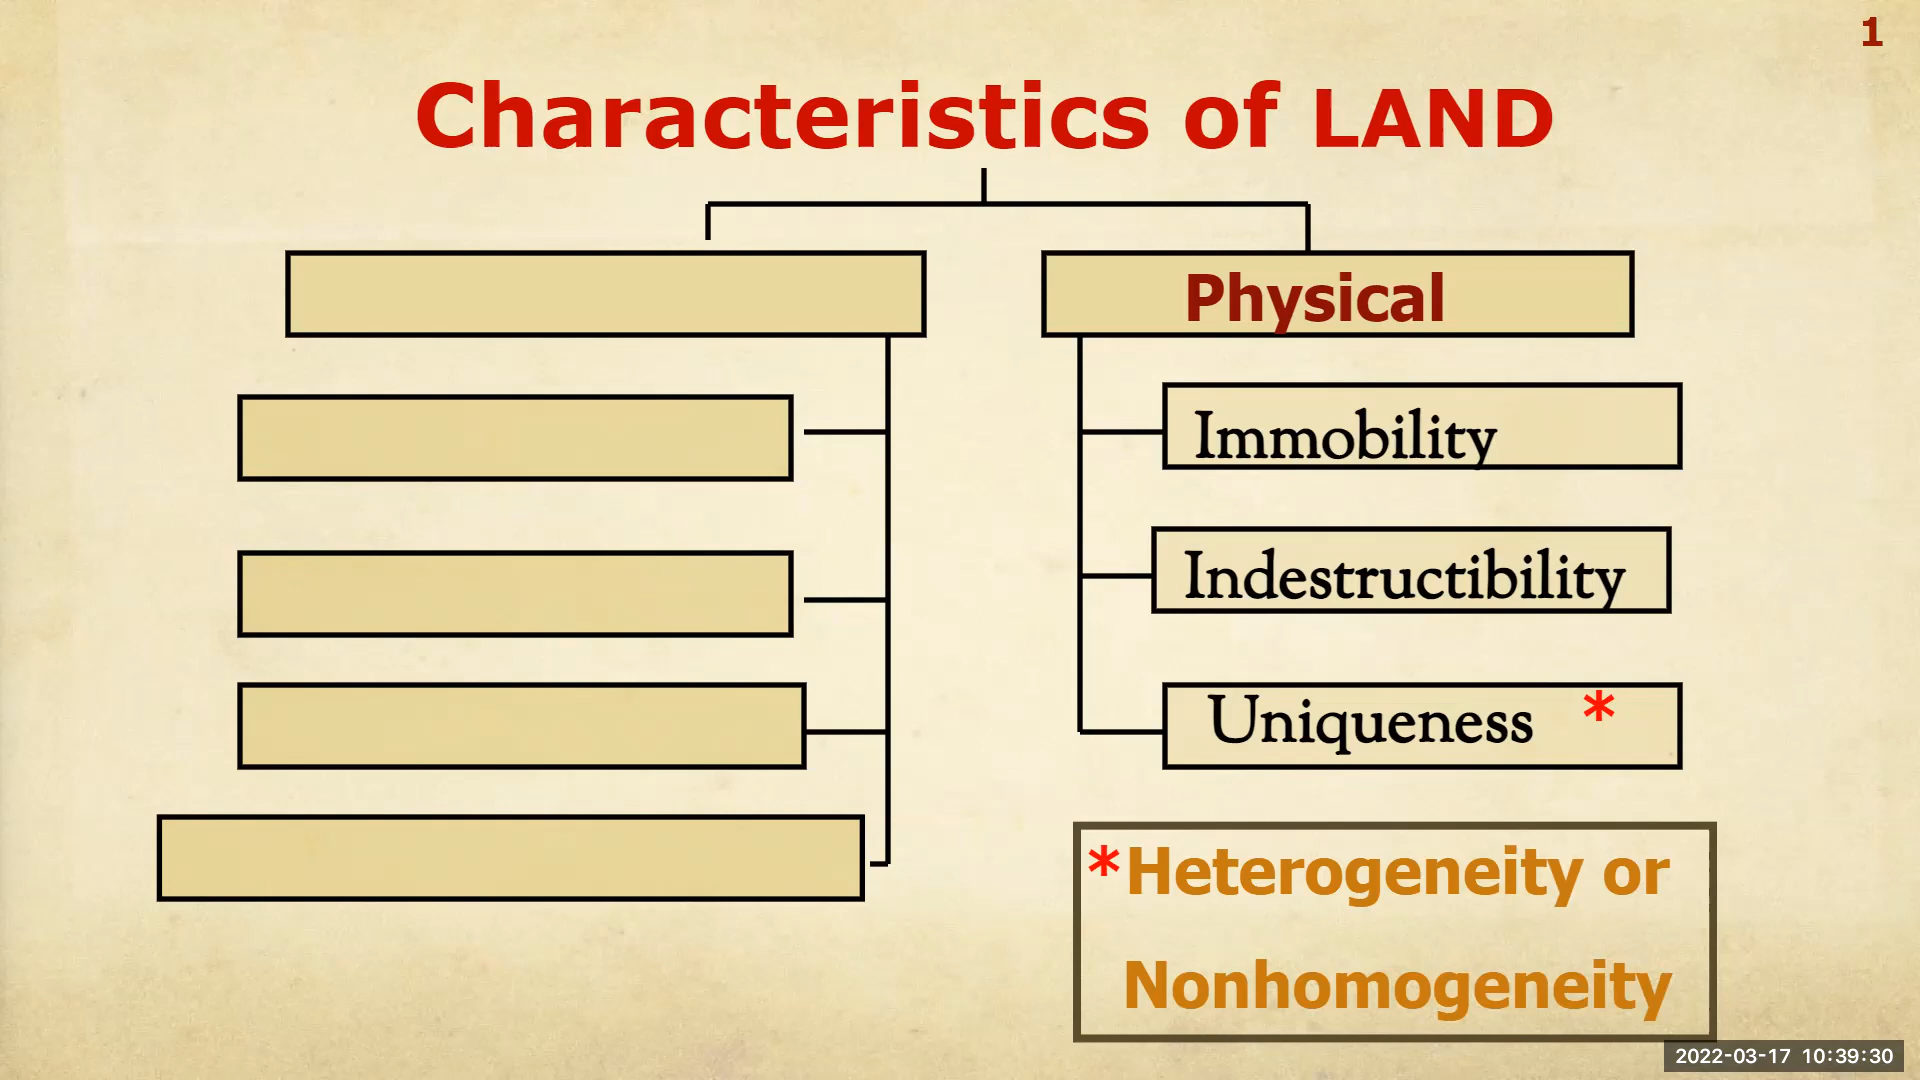 1
Characteristics of LAND
Physical
Immobility
Indestructibility
Uniqueness *
*Heterogeneity or
Nonhomogeneity
2022-03-17 10:39:30